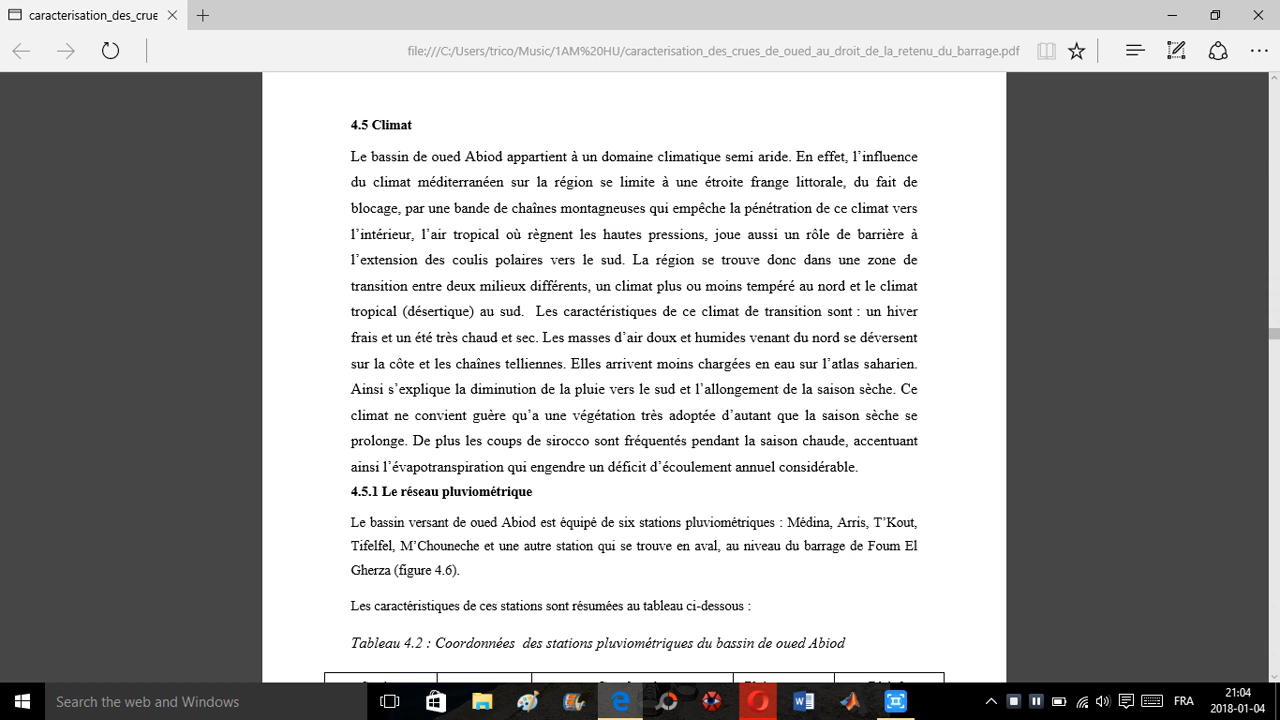 caracterisation_des_crue
file:///C:/Users/trico/Music/1AM%20HU/caracterisation_des_crues_de_oued_au_droit_de_la_retenu_du_barrage.pdf
4.5 Climat
Le bassin de oued Abiod appartient à un domaine climatique semi aride. En effet, l’influence
du climat méditerranéen sur la région se limite à une étroite frange littorale, du fait de
blocage, par une bande de chaînes montagneuses qui empêche la pénétration de ce climat vers
l’intérieur, l’air tropical où règnent les hautes pressions, joue aussi un rôle de barrière à
l’extension des coulis polaires vers le sud. La région se trouve donc dans une zone de
transition entre deux milieux différents, un climat plus ou moins tempéré au nord et le climat
tropical (désertique) au sud.  Les caractéristiques de ce climat de transition sont : un hiver
frais et un été très chaud et sec. Les masses d’air doux et humides venant du nord se déversent
sur la côte et les chaînes telliennes. Elles arrivent moins chargées en eau sur l’atlas saharien.
Ainsi s’explique la diminution de la pluie vers le sud et l’allongement de la saison sèche. Ce
climat ne convient guère qu’a une végétation très adoptée d’autant que la saison sèche se
prolonge. De plus les coups de sirocco sont fréquentés pendant la saison chaude, accentuant
ainsi l’évapotranspiration qui engendre un déficit d’écoulement annuel considérable.
4.5.1 Le réseau pluviométrique
Le bassin versant de oued Abiod est équipé de six stations pluviométriques : Médina, Arris, T’Kout,
Tifelfel, M’Chouneche et une autre station qui se trouve en aval, au niveau du barrage de Foum El
Gherza (figure 4.6).
Les caractéristiques de ces stations sont résumées au tableau ci-dessous :
Tableau 4.2 : Coordonnées  des stations pluviométriques du bassin de oued Abiod
Search the web and Windows
FRA
21:04
2018-01-04